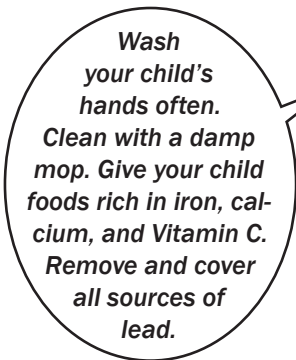 Wash
your child's
hands often.
Clean with a damp
mop. Give your child
foods rich in iron, cal-
cium, and Vitamin C.
Remove and cover
all sources of
lead.